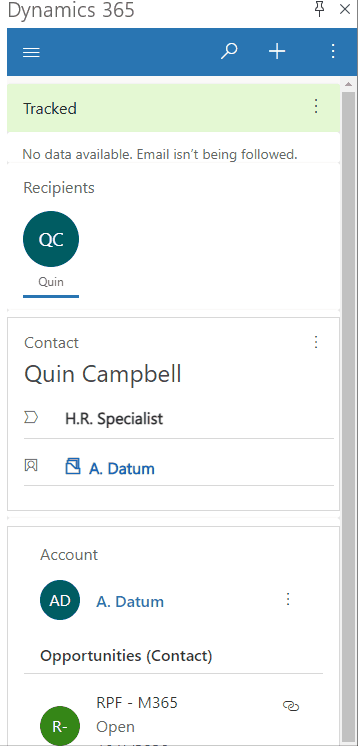 Dynamics 365
Tracked
No data available. Email isn't being followed.
Recipients
QC
Quin
Contact
Quin Campbell
H.R. Specialist
A. Datum
Account
AD
A. Datum
Opportunities (Contact)
RPF - M365
R-
Open